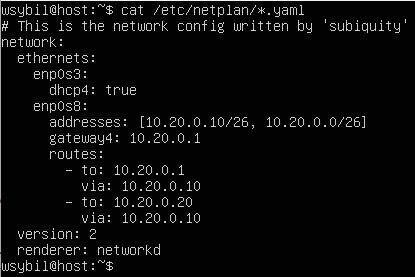 wsybil@host:~$ cat /etc/netplan/*.yaml
# This is the network config written by 'subiquity'
network:
  ethernets:
    enp0s3:
      dhcp4: true
    enp0s8:
      addresses: [10.20.0.10/26, 10.20.0.0/26]
      gateway4: 10.20.0.1
      routes:
        - to: 10.20.0.1
          via: 10.20.0.10
        - to: 10.20.0.20
          via: 10.20.0.10
  version: 2
  renderer: networkd
wsybil@host:~$